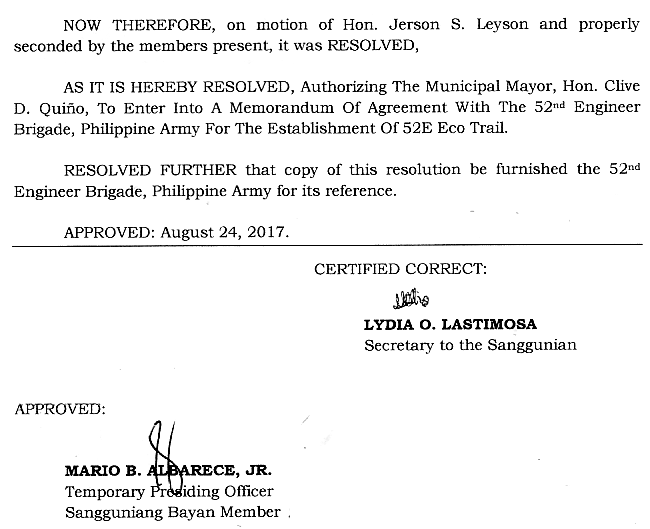 NOW THEREFORE, on motion of Hon. Jerson S. Leyson and properly
seconded by the members present, it was RESOLVED,
AS IT IS HEREBY RESOLVED, Authorizing The Municipal Mayor, Hon. Clive
D. Quiño, To Enter Into A Memorandum Of Agreement With The 52nd Engineer
Brigade, Philippine Army For The Establishment Of 52E Eco Trail.
RESOLVED FURTHER that copy of this resolution be furnished the 52nd
Engineer Brigade, Philippine Army for its reference.
APPROVED: August 24, 2017.
CERTIFIED CORRECT:
LYDIA O. LASTIMOSA
Secretary to the Sanggunian
APPROVED:
MARIO B. ALBARECE, JR.
Temporary Presiding Officer
Sangguniang Bayan Member